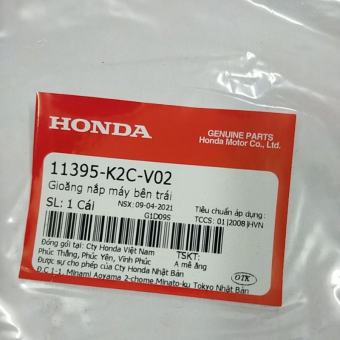 HONDA
GENUINE PARTS
Honda Motor Co., Ltd.
11395-K2C-V02
Gioăng nắp máy bên trái
SL: 1 Cái
NSX: 09-04-2021
G1D09S
Tiêu chuẩn áp dụng :
TCCS: 01|2008|HVN
Đóng gói tại: Cty Honda Việt Nam
Phúc Thắng, Phúc Yên, Vĩnh Phúc
Được sự cho phép của Cty Honda Nhật Bản
Đ.C [-1, Minami Aoyama 2-chome,Minato-ku Tokyo Nhật Bản
TSKT:
A mê ăng
OTK